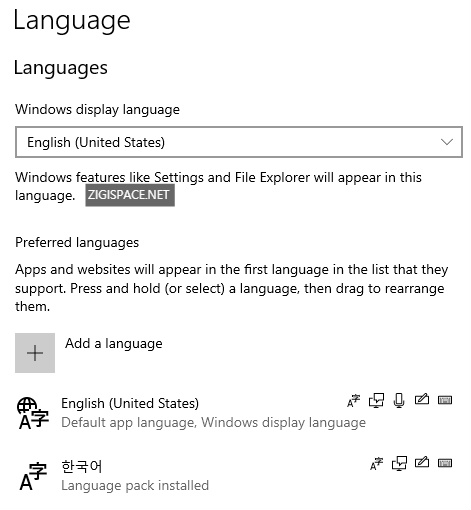 Language
Languages
Windows display language
English (United States)
Windows features like Settings and File Explorer will appear in this
language. ZIGISPACE.NET
Preferred languages
Apps and websites will appear in the first language in the list that they
support. Press and hold (or select) a language, then drag to rearrange
them.
Add a language
English (United States)
Default app language, Windows display language
한국어
Language pack installed